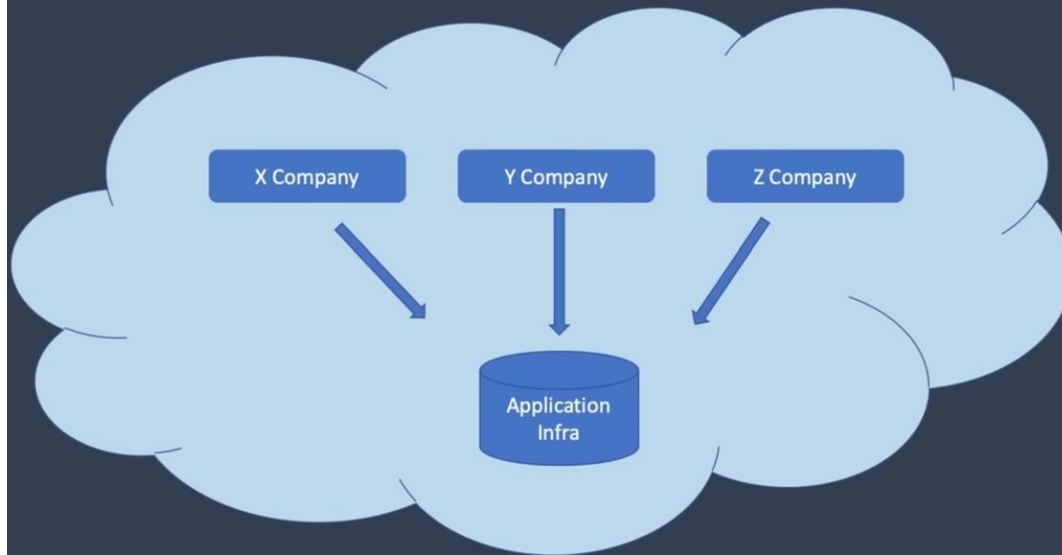 X Company
Y Company
Z Company
Application
Infra